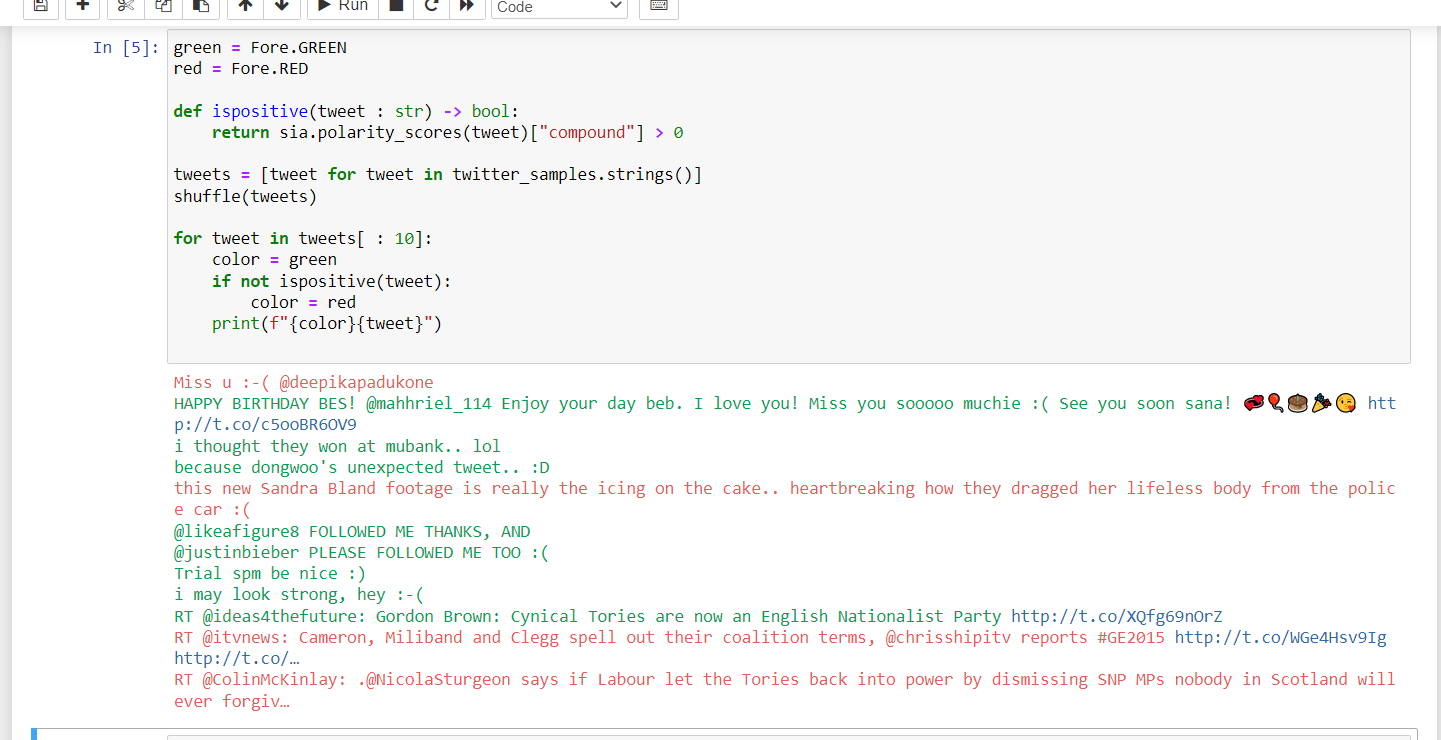 Run
Code
In [5]:
green = Fore.GREEN
red = Fore.RED
def ispositive(tweet : str) -> bool:
    return sia.polarity_scores(tweet)["compound"] > 0
tweets = [tweet for tweet in twitter_samples.strings()]
shuffle(tweets)
for tweet in tweets[ : 10]:
    color = green
    if not ispositive(tweet):
        color = red
    print(f"{color}{tweet}")
Miss u :-( @deepikapadukone
HAPPY BIRTHDAY BES! @mahhriel_114 Enjoy your day beb. I love you! Miss you sooooo muchie :( See you soon sana! 💞🎈🎂🎉😘 htt
p://t.co/c5ooBR6OV9
i thought they won at mubank.. lol
because dongwoo's unexpected tweet.. :D
this new Sandra Bland footage is really the icing on the cake.. heartbreaking how they dragged her lifeless body from the polic
e car :(
@likeafigure8 FOLLOWED ME THANKS, AND
@justinbieber PLEASE FOLLOWED ME TOO :(
Trial spm be nice :)
i may look strong, hey :-(
RT @ideas4thefuture: Gordon Brown: Cynical Tories are now an English Nationalist Party http://t.co/XQfg69nOrZ
RT @itvnews: Cameron, Miliband and Clegg spell out their coalition terms, @chrisshipitv reports #GE2015 http://t.co/WGe4Hsv9Ig
http://t.co/…
RT @ColinMcKinlay: .@NicolaSturgeon says if Labour let the Tories back into power by dismissing SNP MPs nobody in Scotland will
ever forgiv…